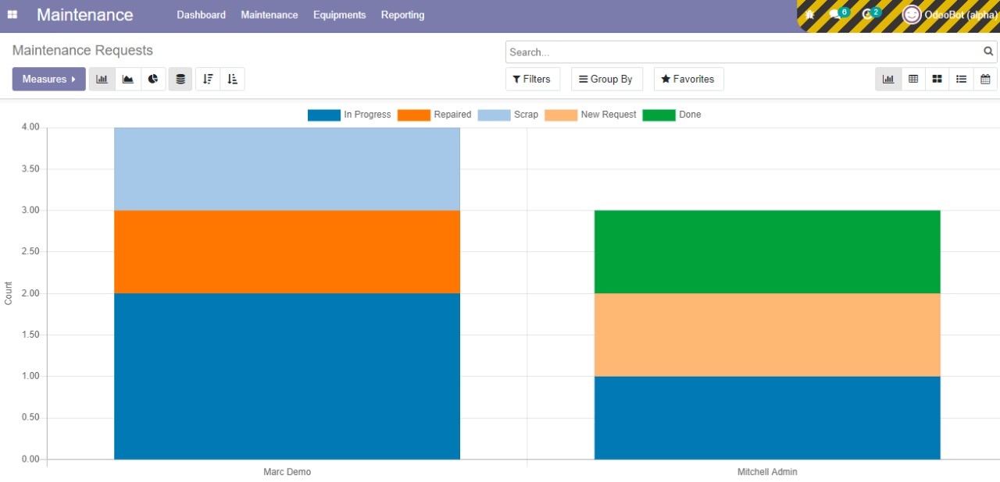 Maintenance Dashboard Maintenance Equipments Reporting 6 2 OdooBot (alpha)
Maintenance Requests Search...
Measures Filters Group By Favorites
In Progress Repaired Scrap New Request Done
4.00
3.50
3.00
2.50
2.00
Count
1.50
1.00
0.50
0.00
Marc Demo Mitchell Admin